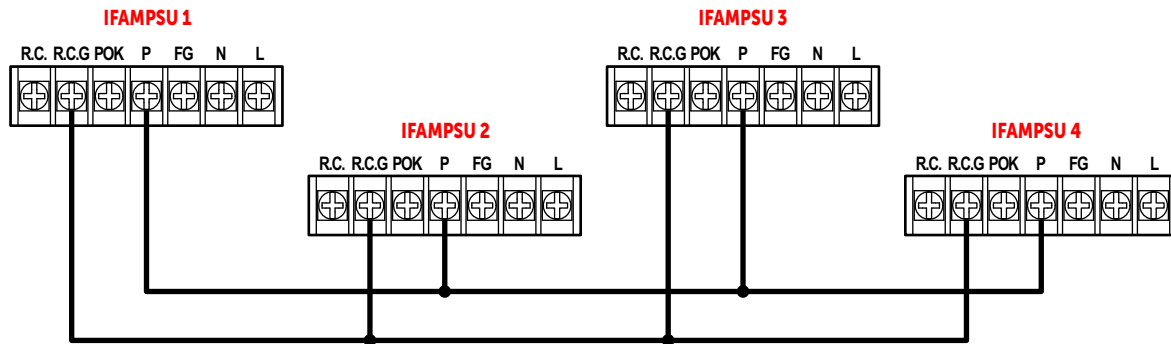 IFAMPSU 1
R.C. R.C.G POK P FG N L
IFAMPSU 2
R.C. R.C.G POK P FG N L
IFAMPSU 3
R.C. R.C.G POK P FG N L
IFAMPSU 4
R.C. R.C.G POK P FG N L